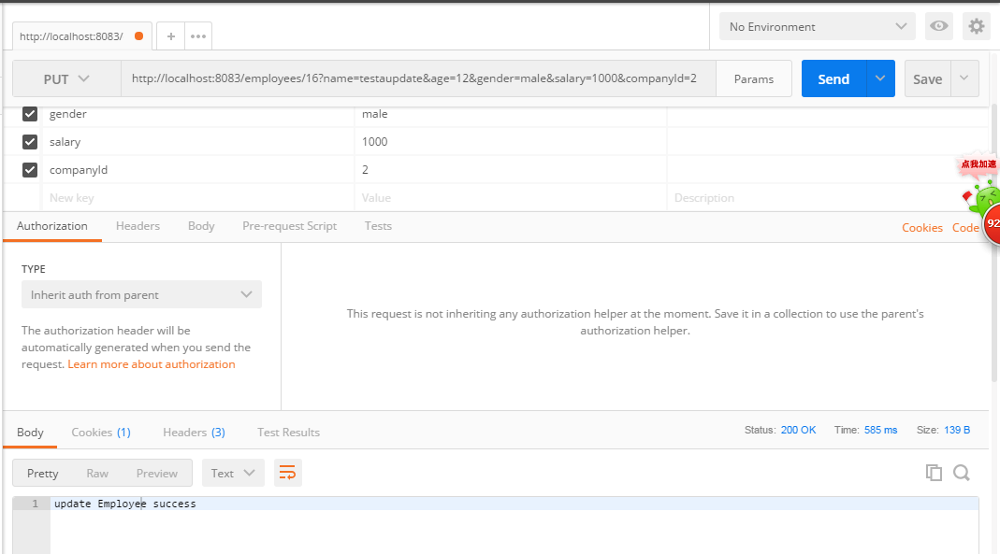 http://localhost:8083/
+
No Environment
PUT
http://localhost:8083/employees/16?name=testaupdate&age=12&gender=male&salary=1000&companyId=2
Params
Send
Save
gender male
salary 1000
companyId 2
New key Value Description
点我加速
92
Authorization Headers Body Pre-request Script Tests Cookies Code
TYPE
Inherit auth from parent
The authorization header will be
automatically generated when you send the
request. Learn more about authorization
This request is not inheriting any authorization helper at the moment. Save it in a collection to use the parent's
authorization helper.
Body Cookies (1) Headers (3) Test Results Status: 200 OK Time: 585 ms Size: 139 B
Pretty Raw Preview Text
1 update Employee success